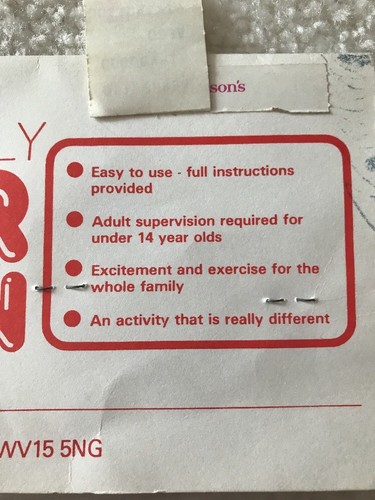 son's
LY
R
N
Easy to use - full instructions
provided
Adult supervision required for
under 14 year olds
Excitement and exercise for the
whole family
An activity that is really different
WV15 5NG